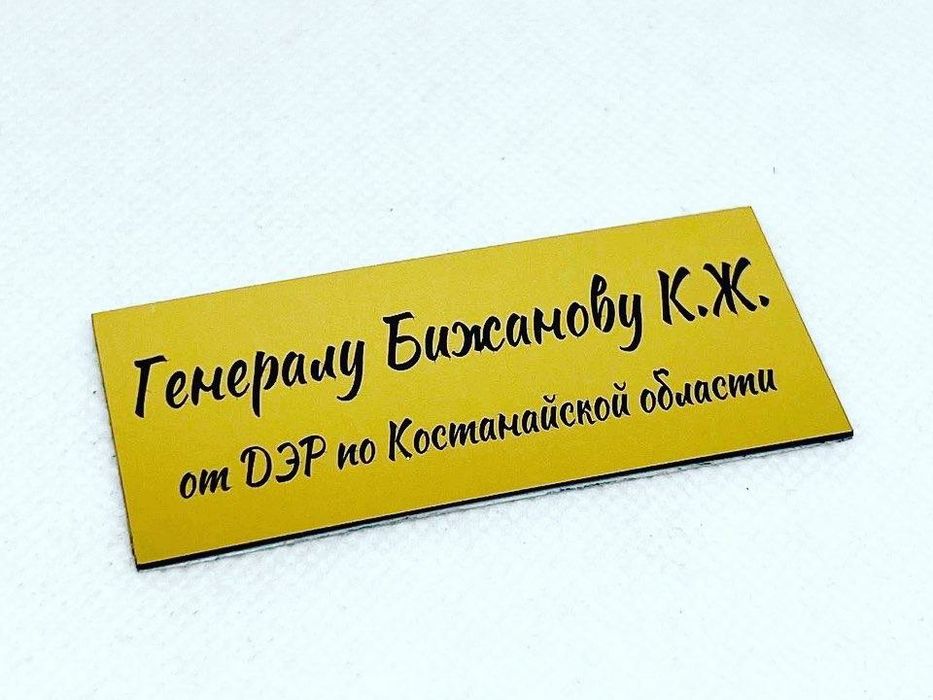 Генералу Бижанову К.Ж.
от ДЭР по Костанайской области